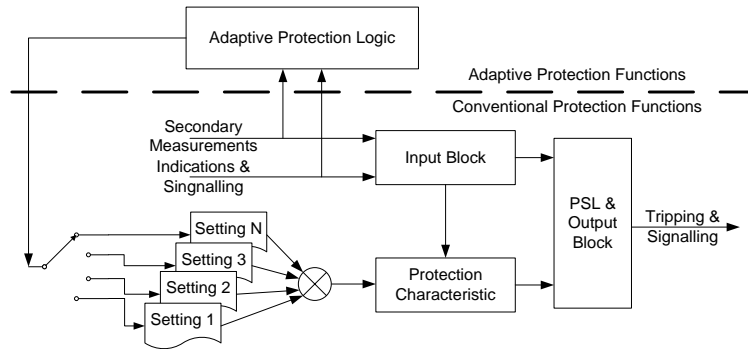 Adaptive Protection Logic
Adaptive Protection Functions
Conventional Protection Functions
Secondary
Measurements
Indications &
Singnalling
Input Block
PSL &
Output
Block
Tripping &
Signalling
Setting N
Setting 3
Setting 2
Setting 1
Protection
Characteristic